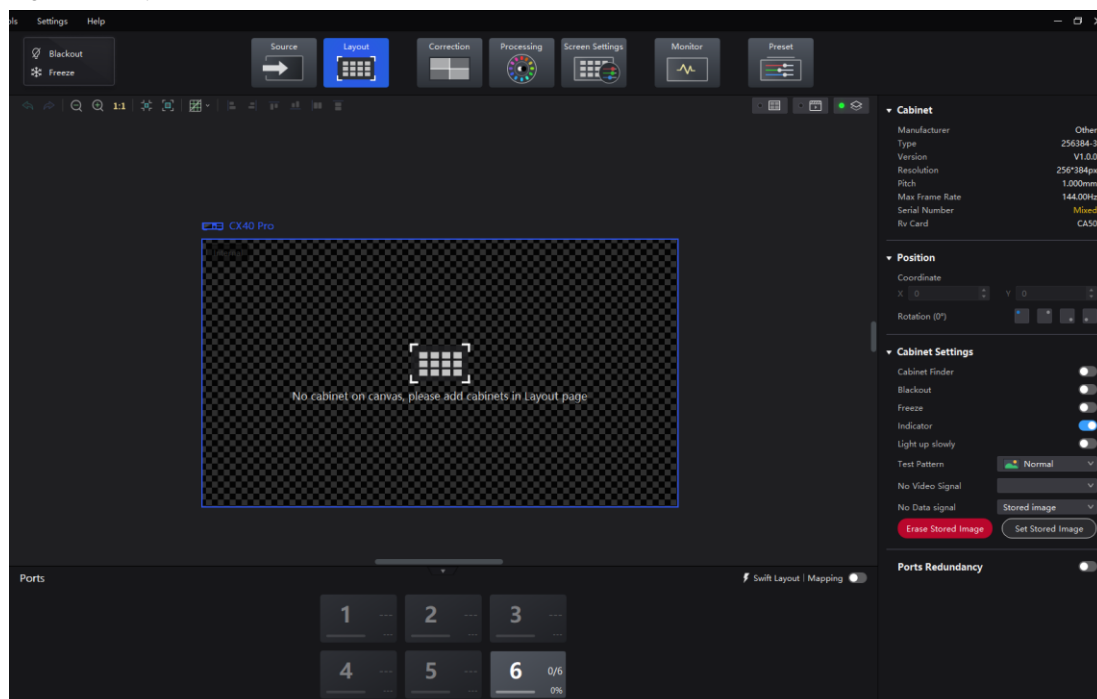 ols Settings Help
Blackout
Freeze
Source
Layout
Correction
Processing
Screen Settings
Monitor
Preset
1:1
CX40 Pro
No cabinet on canvas, please add cabinets in Layout page
Cabinet
Manufacturer Other
Type 256384-3
Version V1.0.0
Resolution 256*384px
Pitch 1.000mm
Max Frame Rate 144.00Hz
Serial Number Mixed
Rv Card CA50
Position
Coordinate
X 0 Y 0
Rotation (0°)
Cabinet Settings
Cabinet Finder
Blackout
Freeze
Indicator
Light up slowly
Test Pattern Normal
No Video Signal
No Data signal Stored image
Erase Stored Image Set Stored Image
Ports Redundancy
Ports
Swift Layout | Mapping
1 --- ---
2 --- ---
3 --- ---
4 --- ---
5 --- ---
6 0/6
0%